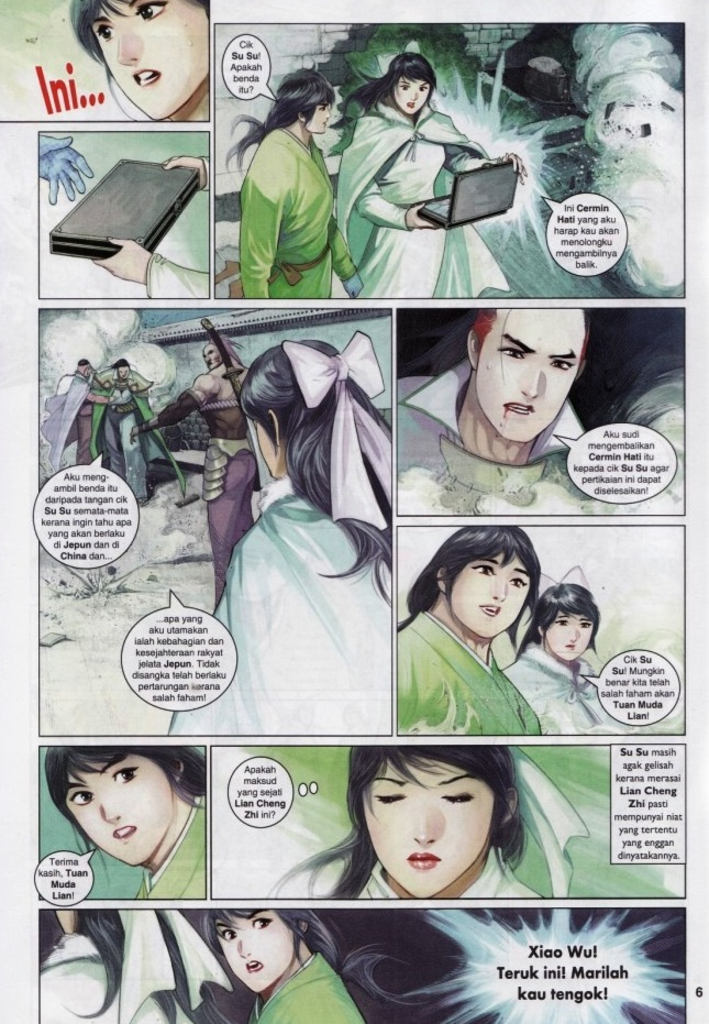 Ini...
Cik
Su Su!
Apakah
benda
itu?
Ini Cermin
Hati yang aku
harap kau akan
menolongku
mengambilnya
balik.
Aku meng-
ambil benda itu
daripada tangan cik
Su Su semata-mata
kerana ingin tahu apa
yang akan berlaku
di Jepun dan di
China dan...
...apa yang
aku utamakan
ialah kebahagian dan
kesejahteraan rakyat
jelata Jepun. Tidak
disangka telah berlaku
pertarungan kerana
salah faham!
Aku sudi
mengembalikan
Cermin Hati itu
kepada cik Su Su agar
pertikaian ini dapat
diselesaikan!
Cik Su
Su! Mungkin
benar kita telah
salah faham akan
Tuan Muda
Lian!
Terima
kasih, Tuan
Muda
Lian!
Apakah
maksud
yang sejati
Lian Cheng
Zhi ini?
Su Su masih
agak gelisah
kerana merasai
Lian Cheng
Zhi pasti
mempunyai niat
yang tertentu
yang enggan
dinyatakannya.
Xiao Wu!
Teruk ini! Marilah
kau tengok!
6